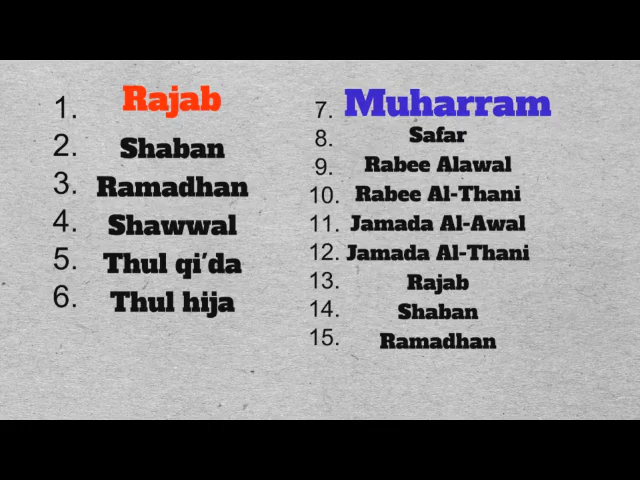 1. Rajab
2. Shaban
3. Ramadhan
4. Shawwal
5. Thul qi'da
6. Thul hija
7. Muharram
8. Safar
9. Rabee Alawal
10. Rabee Al-Thani
11. Jamada Al-Awal
12. Jamada Al-Thani
13. Rajab
14. Shaban
15. Ramadhan